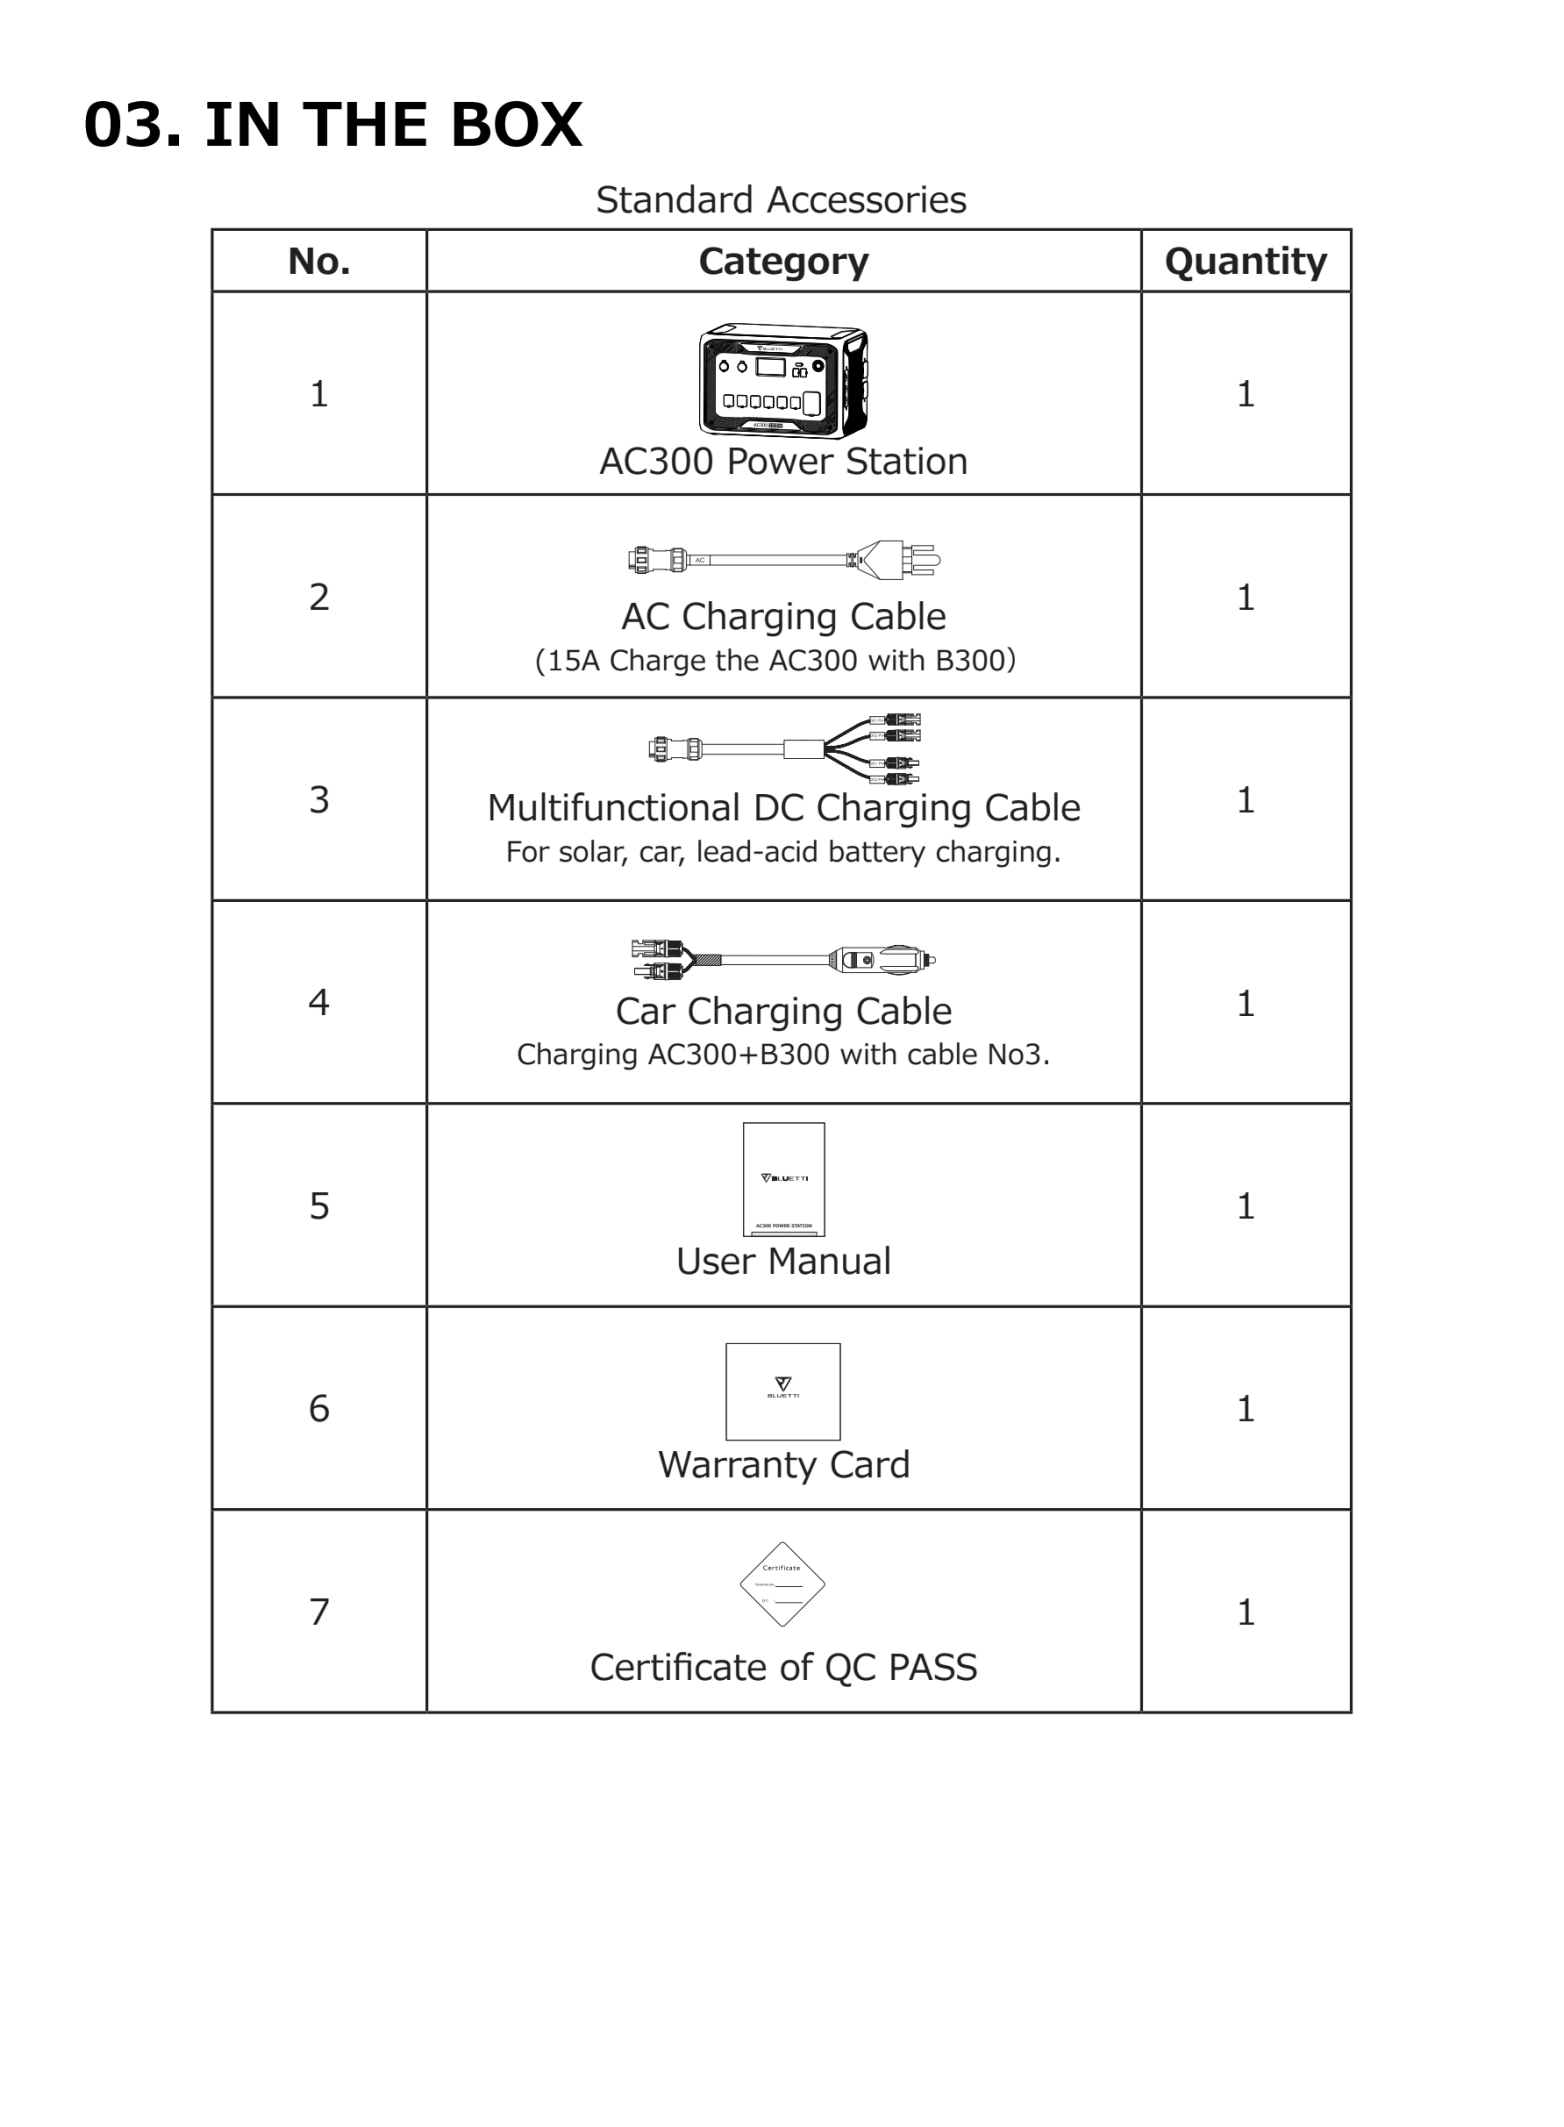 03. IN THE BOX
Standard Accessories
No. Category Quantity
BLUETTI
AC300
1 1
AC300 Power Station
AC
2 1
AC Charging Cable
(15A Charge the AC300 with B300)
3 1
Multifunctional DC Charging Cable
For solar, car, lead-acid battery charging.
4 1
Car Charging Cable
Charging AC300+B300 with cable No3.
BLUETTI
5 1
AC300 POWER STATION
User Manual
BLUETTI
6 1
Warranty Card
Certificate
QC
7 1
Certificate of QC PASS